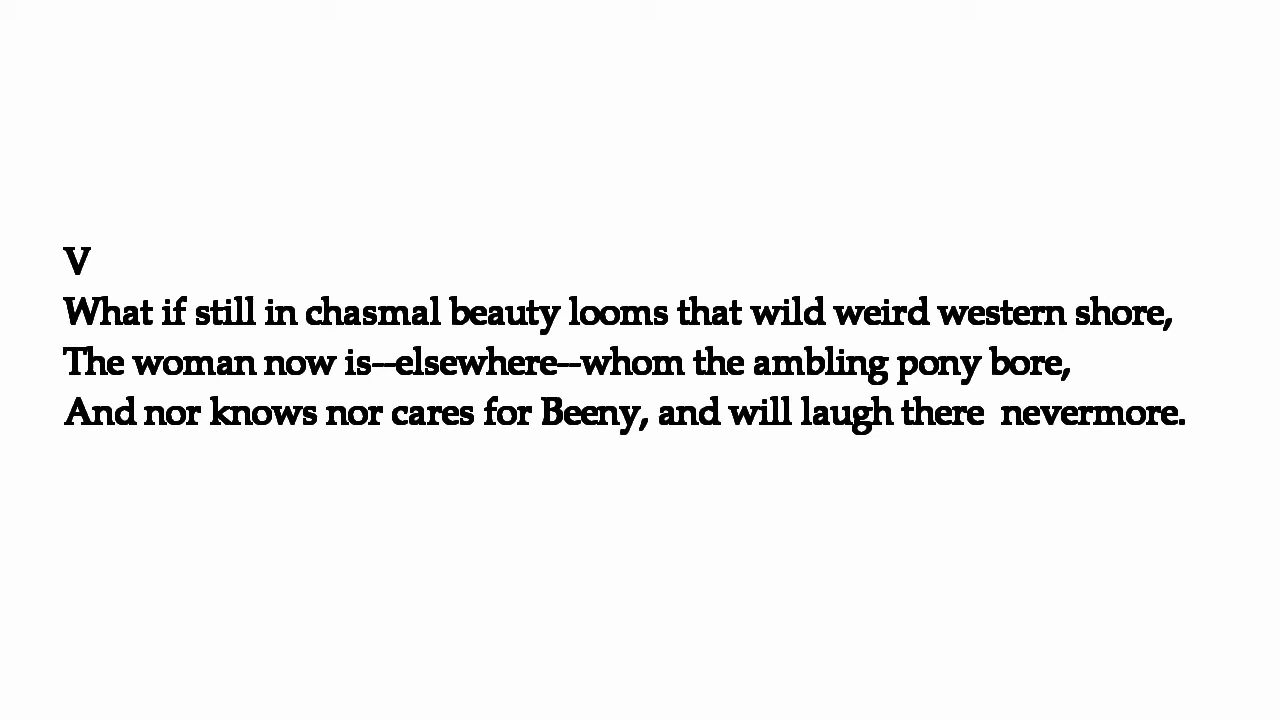 V
What if still in chasmal beauty looms that wild weird western shore,
The woman now is--elsewhere--whom the ambling pony bore,
And nor knows nor cares for Beeny, and will laugh there  nevermore.